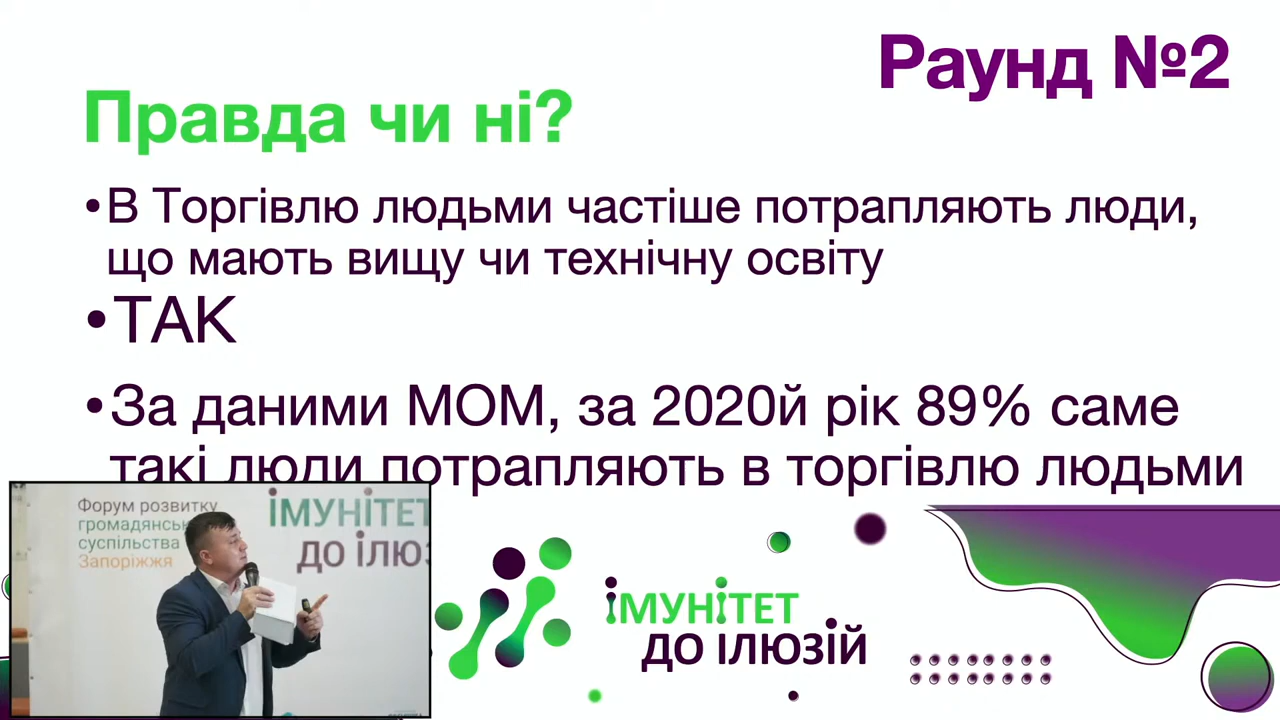 Раунд №2
Правда чи ні?
•В Торгівлю людьми частіше потрапляють люди,
що мають вищу чи технічну освіту
•ТАК
•За даними МОМ, за 2020й рік 89% саме
такі люди потрапляють в торгівлю людьми
Форум розвитку
громадянсь
суспільства
Запоріжжя
ІМУНІТЕТ
ДО ІЛЮЗ
ІМУНІТЕТ
ДО ІЛЮЗІЙ